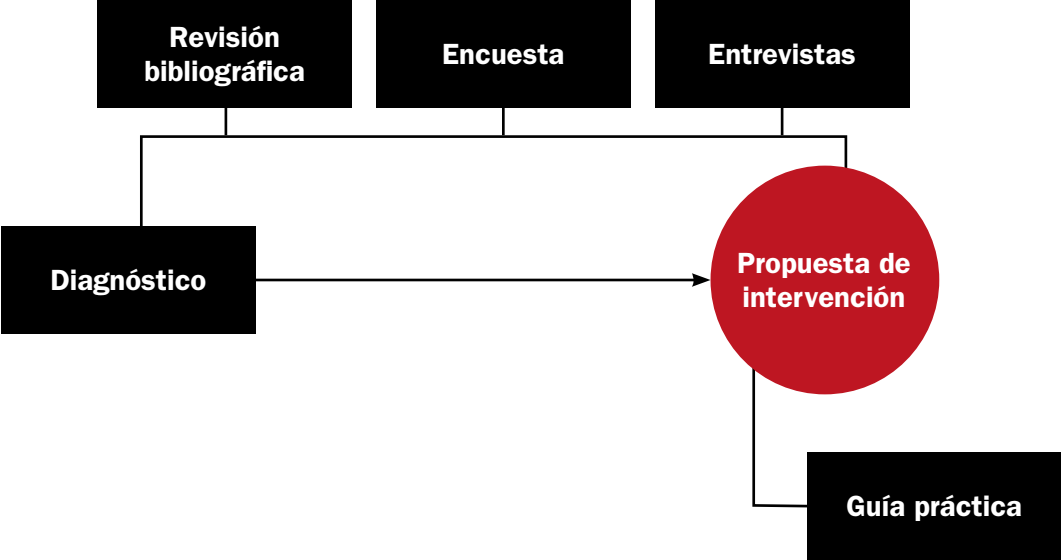 Revisión
bibliográfica
Encuesta
Entrevistas
Diagnóstico
Propuesta de
intervención
Guía práctica